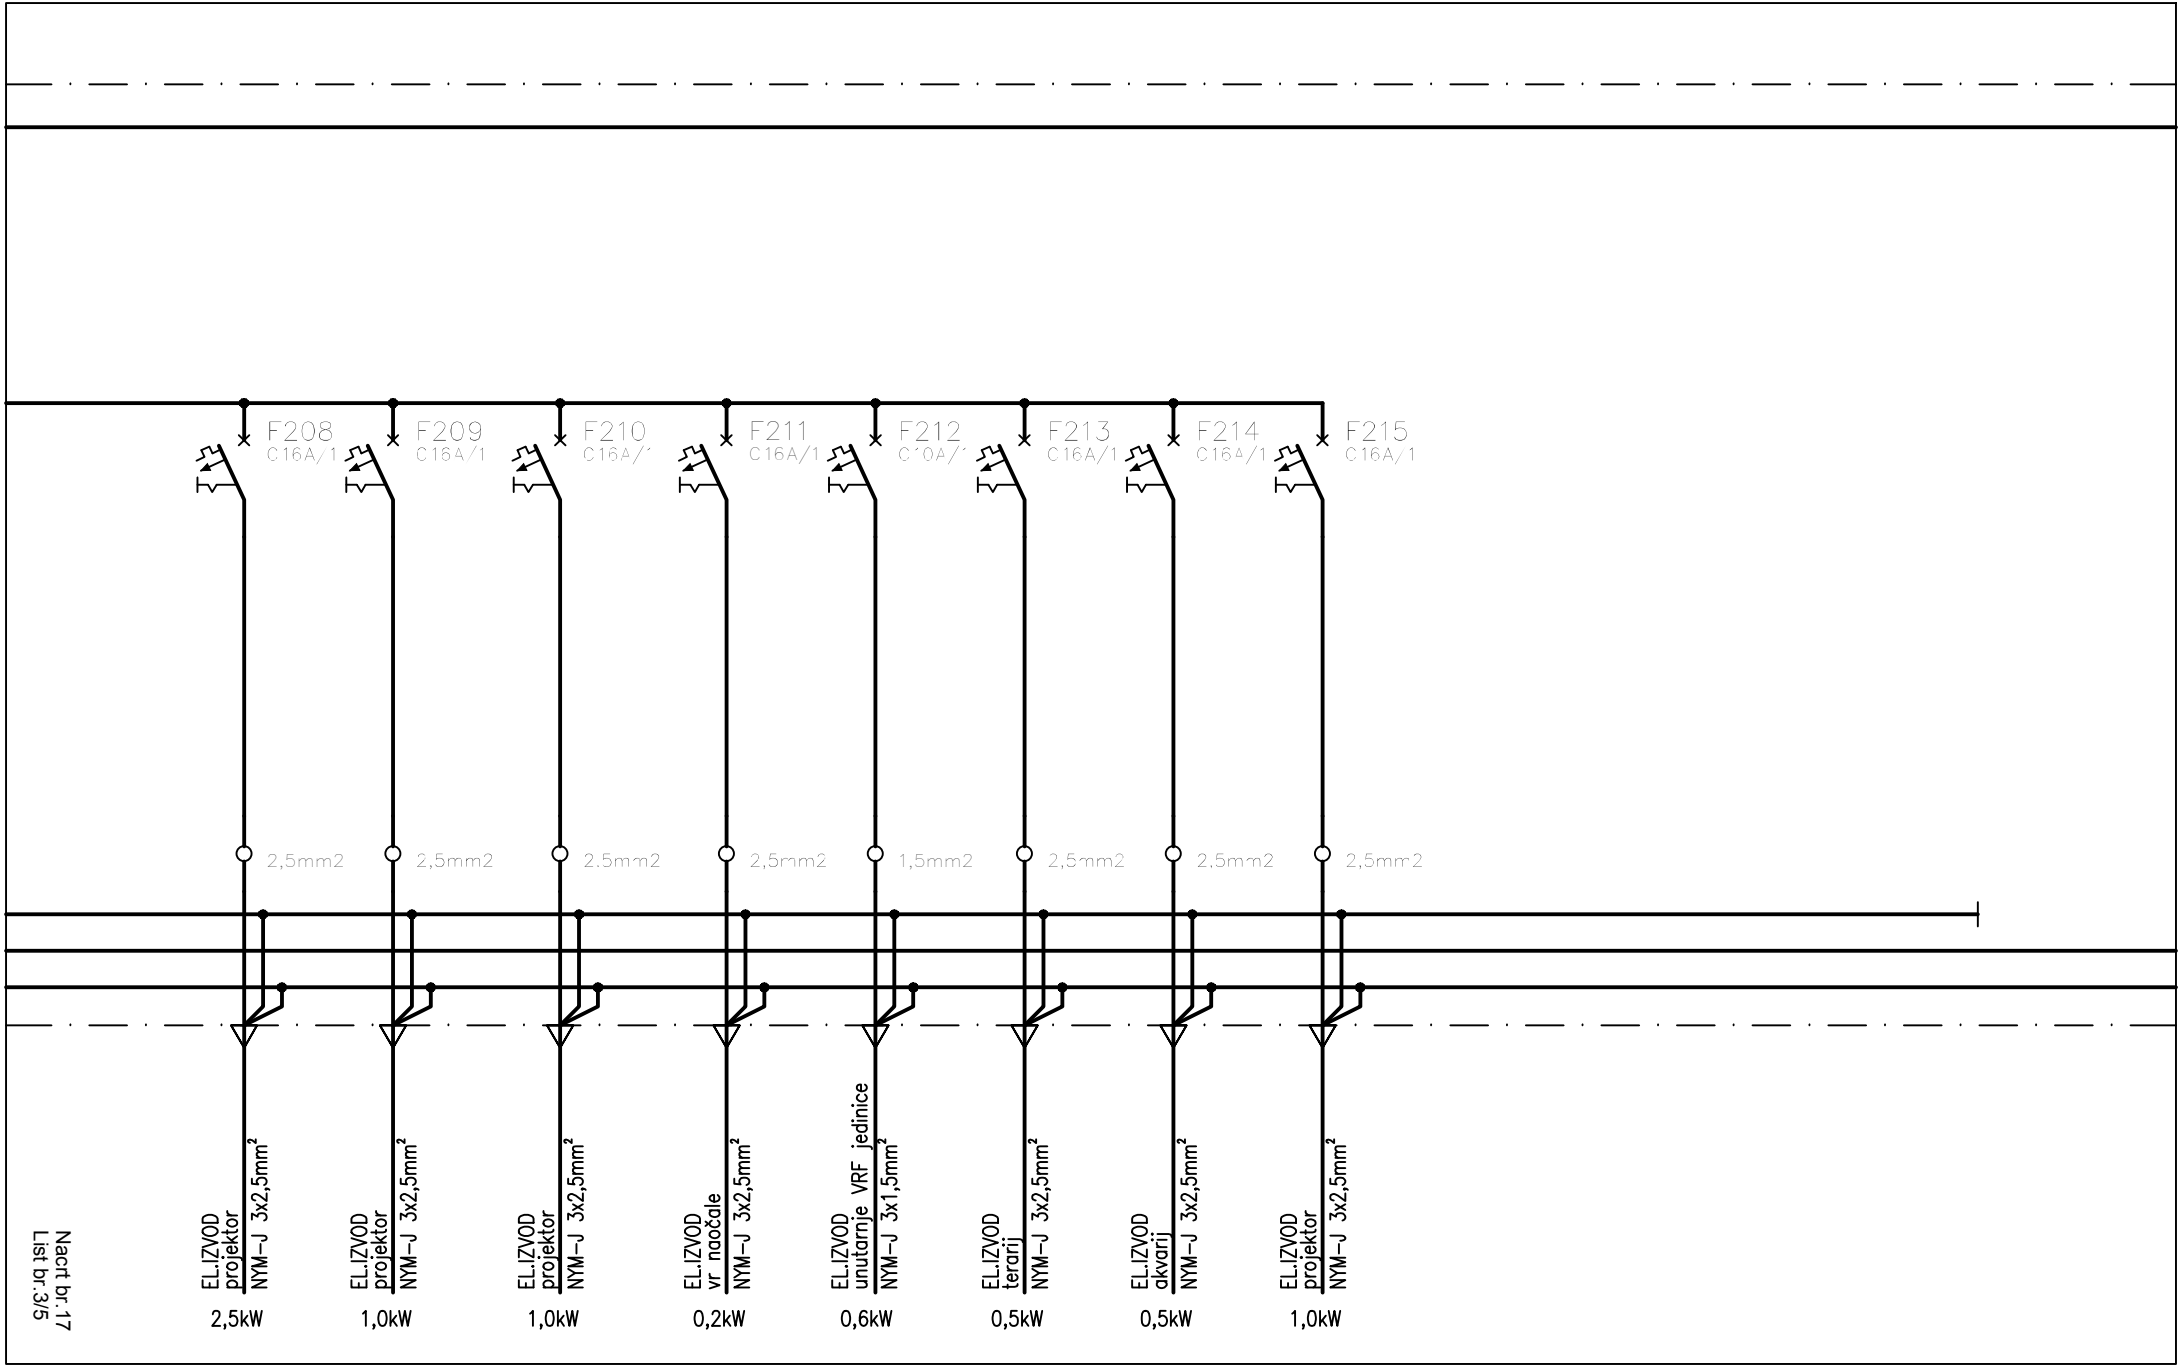 F208
C16A/1
F209
C16A/1
F210
C16A/1
F211
C16A/1
F212
C10A/1
F213
C16A/1
F214
C16A/1
F215
C16A/1
2,5mm2
2,5mm2
2,5mm2
2,5mm2
1,5mm2
2,5mm2
2,5mm2
2,5mm2
EL.IZVOD
projektor
NYM-J 3x2,5mm²
2,5kW
EL.IZVOD
projektor
NYM-J 3x2,5mm²
1,0kW
EL.IZVOD
projektor
NYM-J 3x2,5mm²
1,0kW
EL.IZVOD
vr naočale
NYM-J 3x2,5mm²
0,2kW
EL.IZVOD
unutarnje VRF jedinice
NYM-J 3x1,5mm²
0,6kW
EL.IZVOD
terarij
NYM-J 3x2,5mm²
0,5kW
EL.IZVOD
akvarij
NYM-J 3x2,5mm²
0,5kW
EL.IZVOD
projektor
NYM-J 3x2,5mm²
1,0kW
Nacrt br.17
List br.3/5